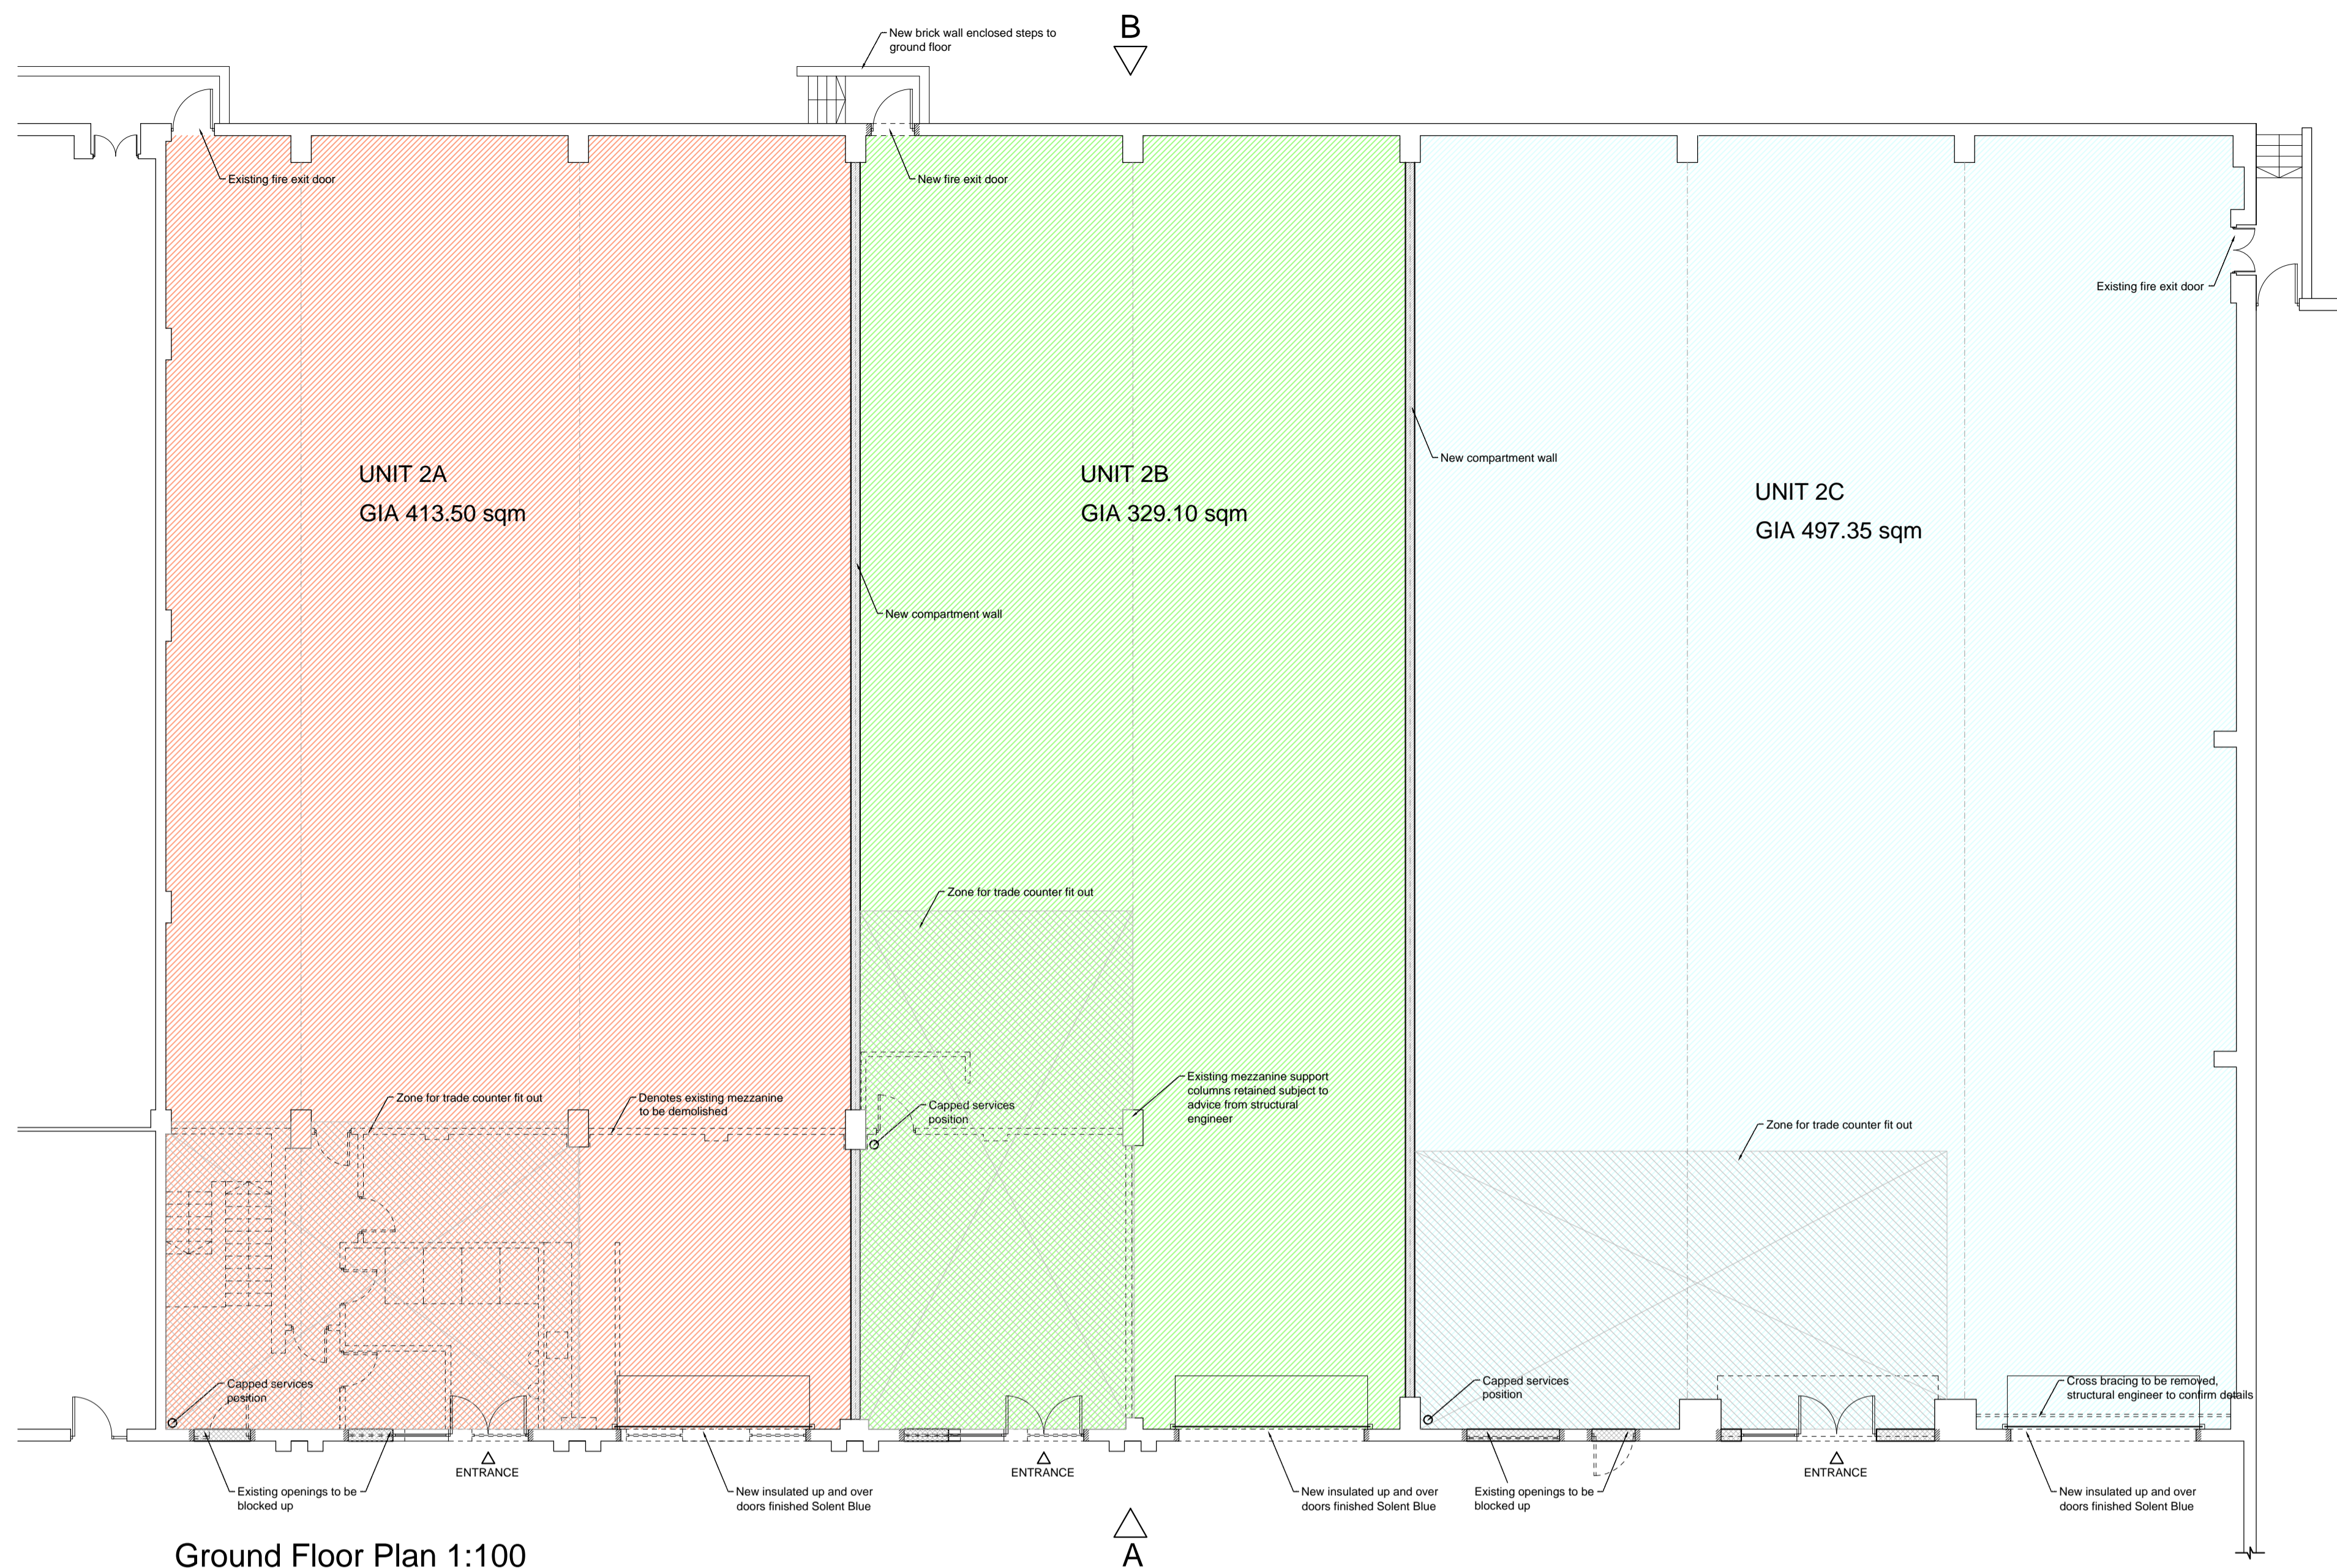 B
New brick wall enclosed steps to
ground floor
Existing fire exit door
New fire exit door
Existing fire exit door
UNIT 2A
GIA 413.50 sqm
UNIT 2B
GIA 329.10 sqm
UNIT 2C
GIA 497.35 sqm
New compartment wall
New compartment wall
Zone for trade counter fit out
Zone for trade counter fit out
Denotes existing mezzanine
to be demolished
Capped services
position
Existing mezzanine support
columns retained subject to
advice from structural
engineer
Zone for trade counter fit out
Capped services
position
Capped services
position
Cross bracing to be removed,
structural engineer to confirm details
ENTRANCE
ENTRANCE
ENTRANCE
Existing openings to be
blocked up
New insulated up and over
doors finished Solent Blue
New insulated up and over
doors finished Solent Blue
Existing openings to be
blocked up
New insulated up and over
doors finished Solent Blue
A
Ground Floor Plan 1:100